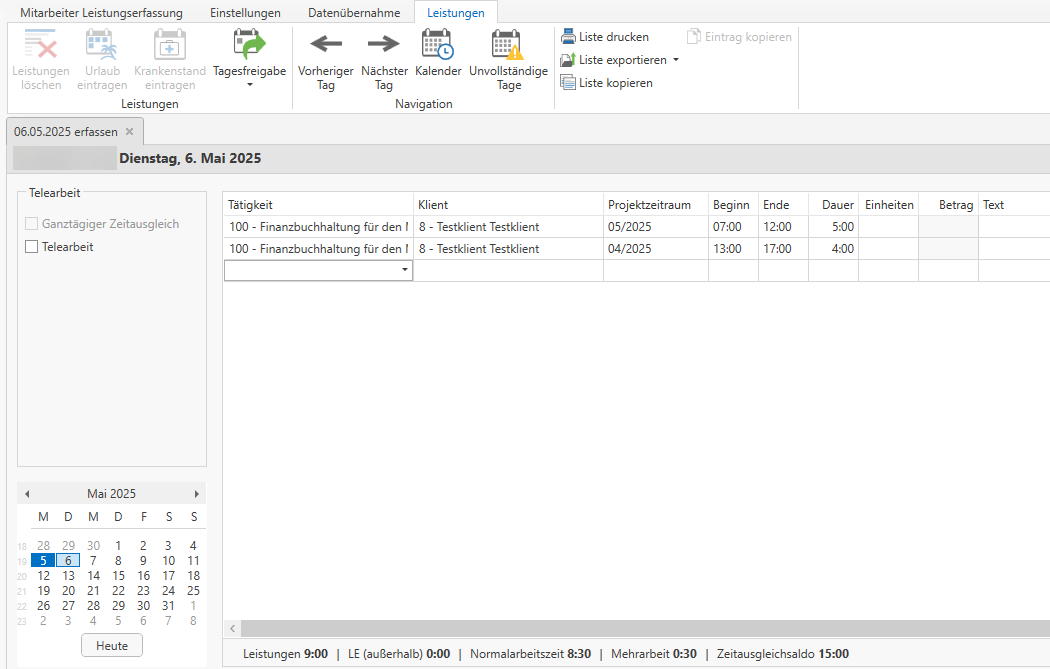 Mitarbeiter Leistungserfassung Einstellungen Datenübernahme Leistungen
Leistungen löschen Urlaub eintragen Krankenstand eintragen Tagesfreigabe Vorheriger Tag Nächster Tag Kalender Unvollständige Tage
Liste drucken Eintrag kopieren
Liste exportieren
Liste kopieren
Leistungen Navigation
06.05.2025 erfassen
Dienstag, 6. Mai 2025
Telearbeit
Ganztägiger Zeitausgleich
Telearbeit
Tätigkeit Klient Projektzeitraum Beginn Ende Dauer Einheiten Betrag Text
100 - Finanzbuchhaltung für den 8 - Testklient Testklient 05/2025 07:00 12:00 5:00
100 - Finanzbuchhaltung für den 8 - Testklient Testklient 04/2025 13:00 17:00 4:00
Mai 2025
M D M D F S S
18 28 29 30 1 2 3 4
19 5 6 7 8 9 10 11
20 12 13 14 15 16 17 18
21 19 20 21 22 23 24 25
22 26 27 28 29 30 31 1
23 2 3 4 5 6 7 8
Heute
Leistungen 9:00 | LE (außerhalb) 0:00 | Normalarbeitszeit 8:30 | Mehrarbeit 0:30 | Zeitausgleichsaldo 15:00